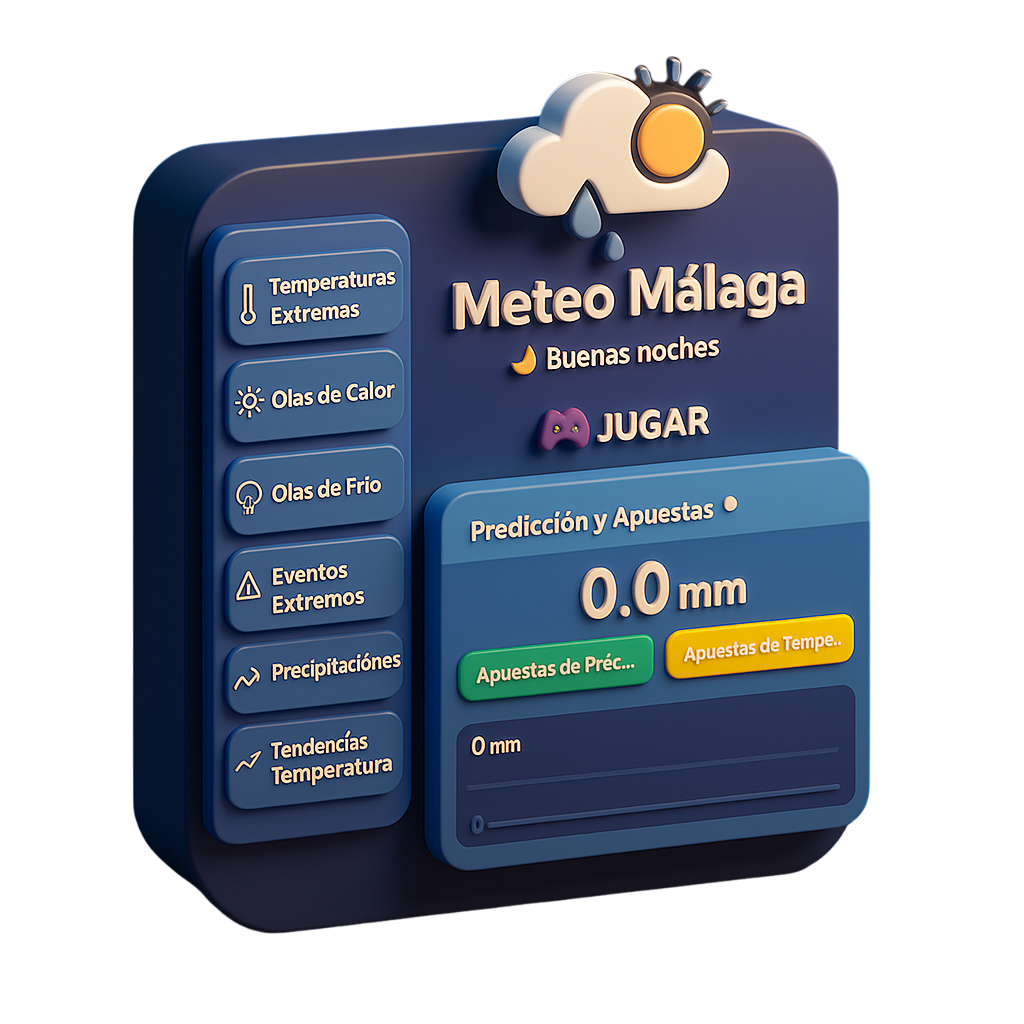 Temperaturas
Extremas
Olas de Calor
Olas de Frio
Eventos
Extremos
Precipitaciónes
Tendencías
Temperatura
Meteo Málaga
Buenas noches
JUGAR
Predicción y Apuestas
0.0 mm
Apuestas de Préc...
Apuestas de Tempe..
0 mm
0